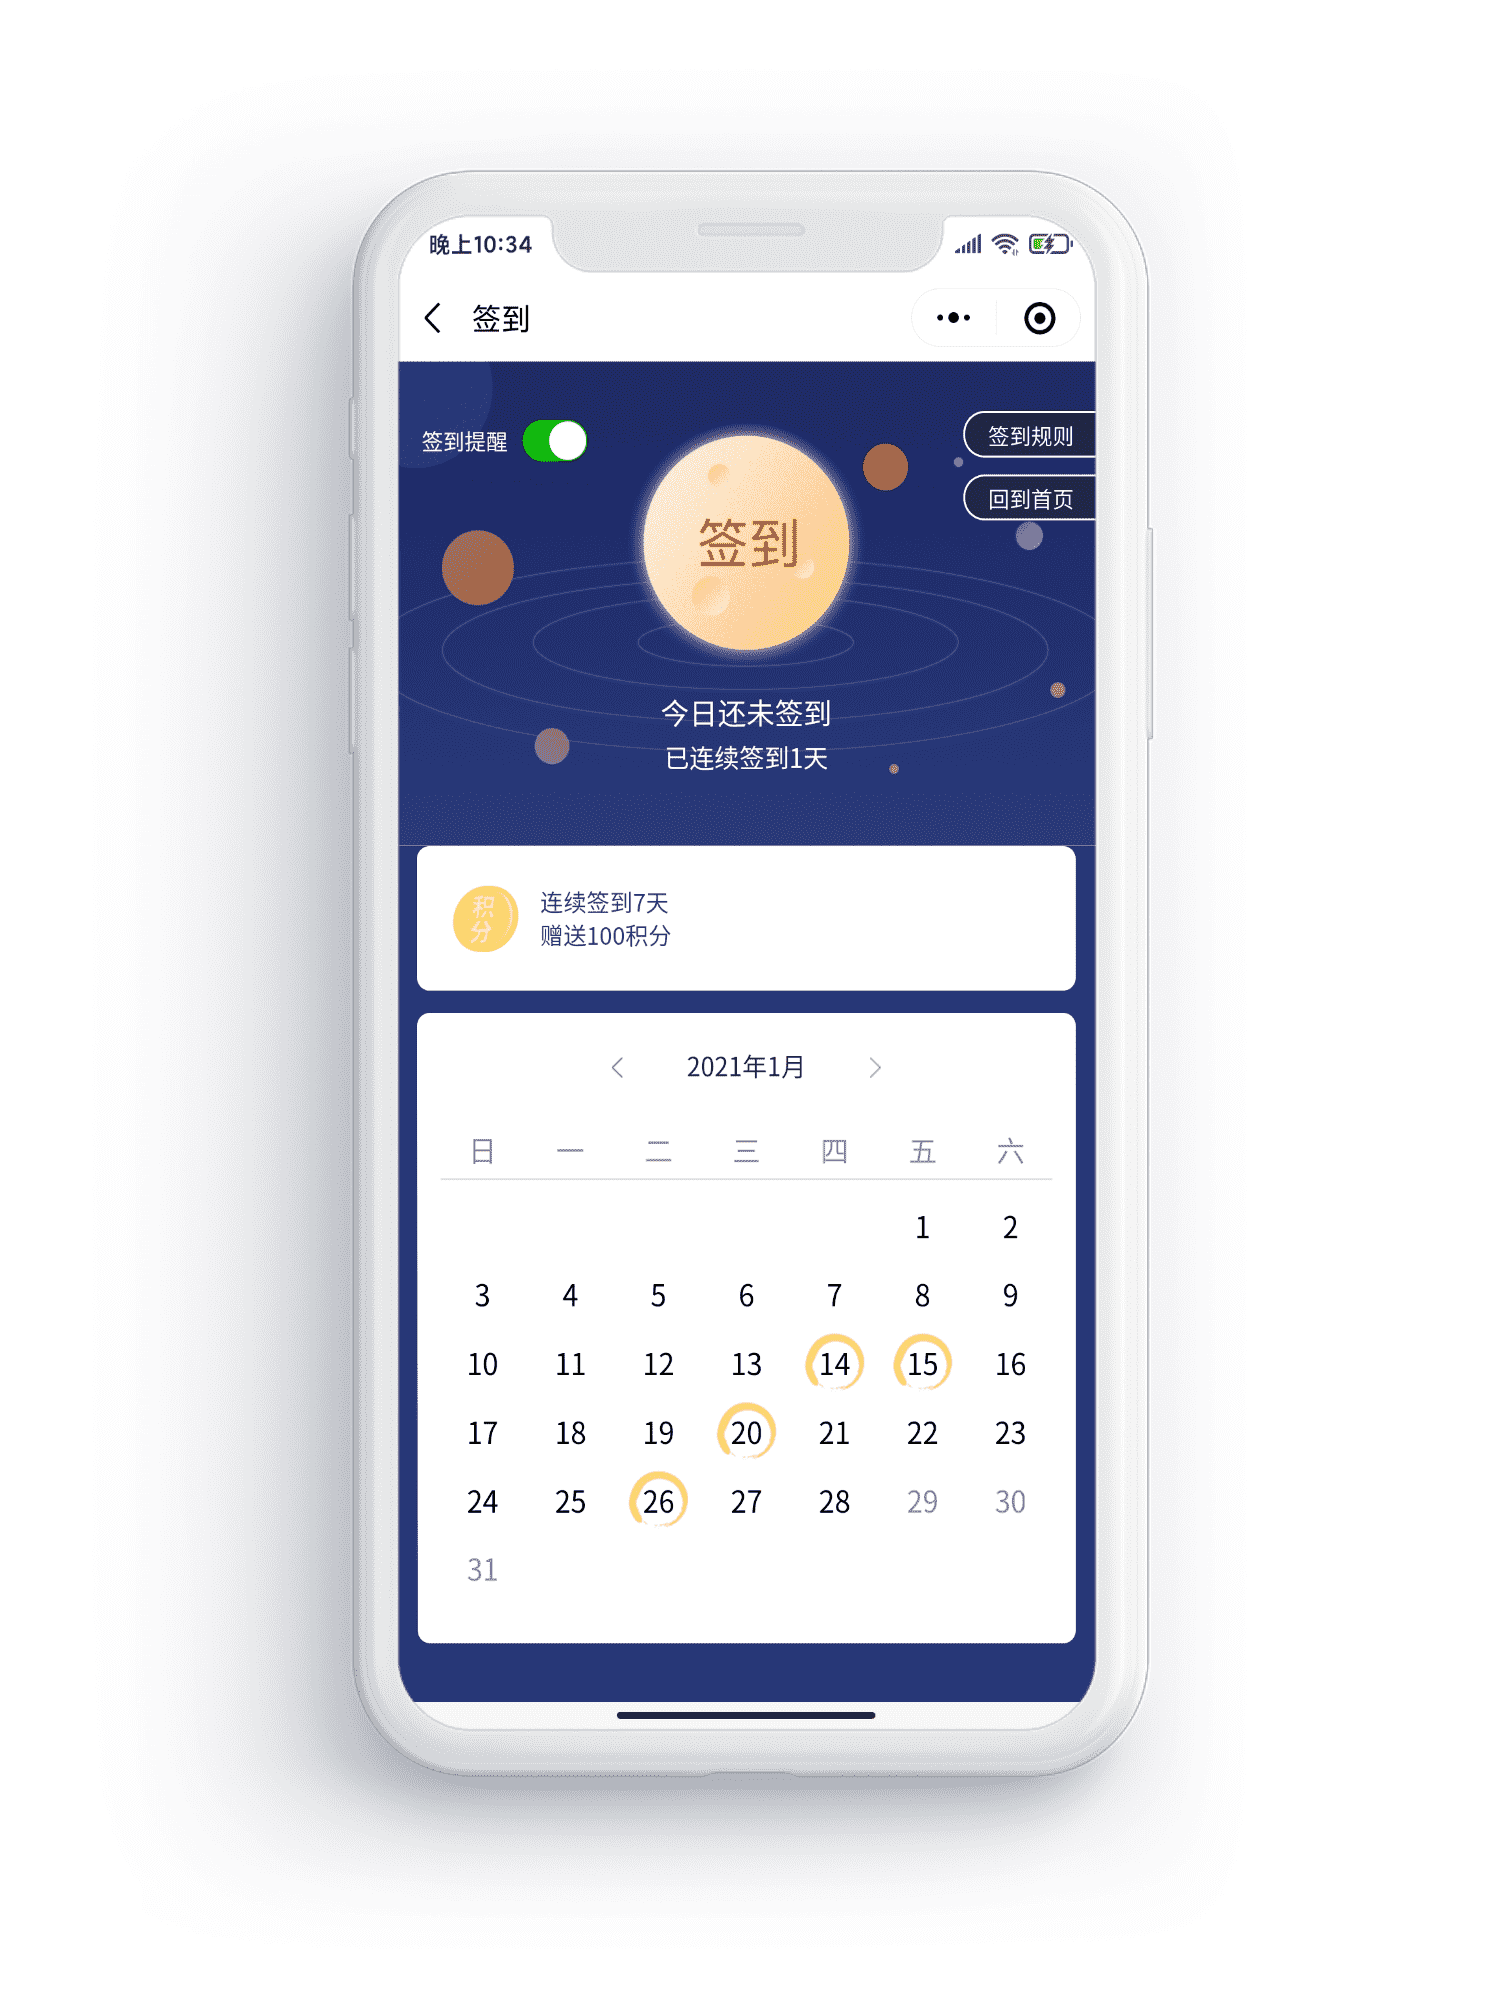 晚上10:34
签到
签到提醒
签到规则
回到首页
签到
今日还未签到
已连续签到1天
积分
连续签到7天
赠送100积分
2021年1月
日 一 二 三 四 五 六
1 2
3 4 5 6 7 8 9
10 11 12 13 14 15 16
17 18 19 20 21 22 23
24 25 26 27 28 29 30
31